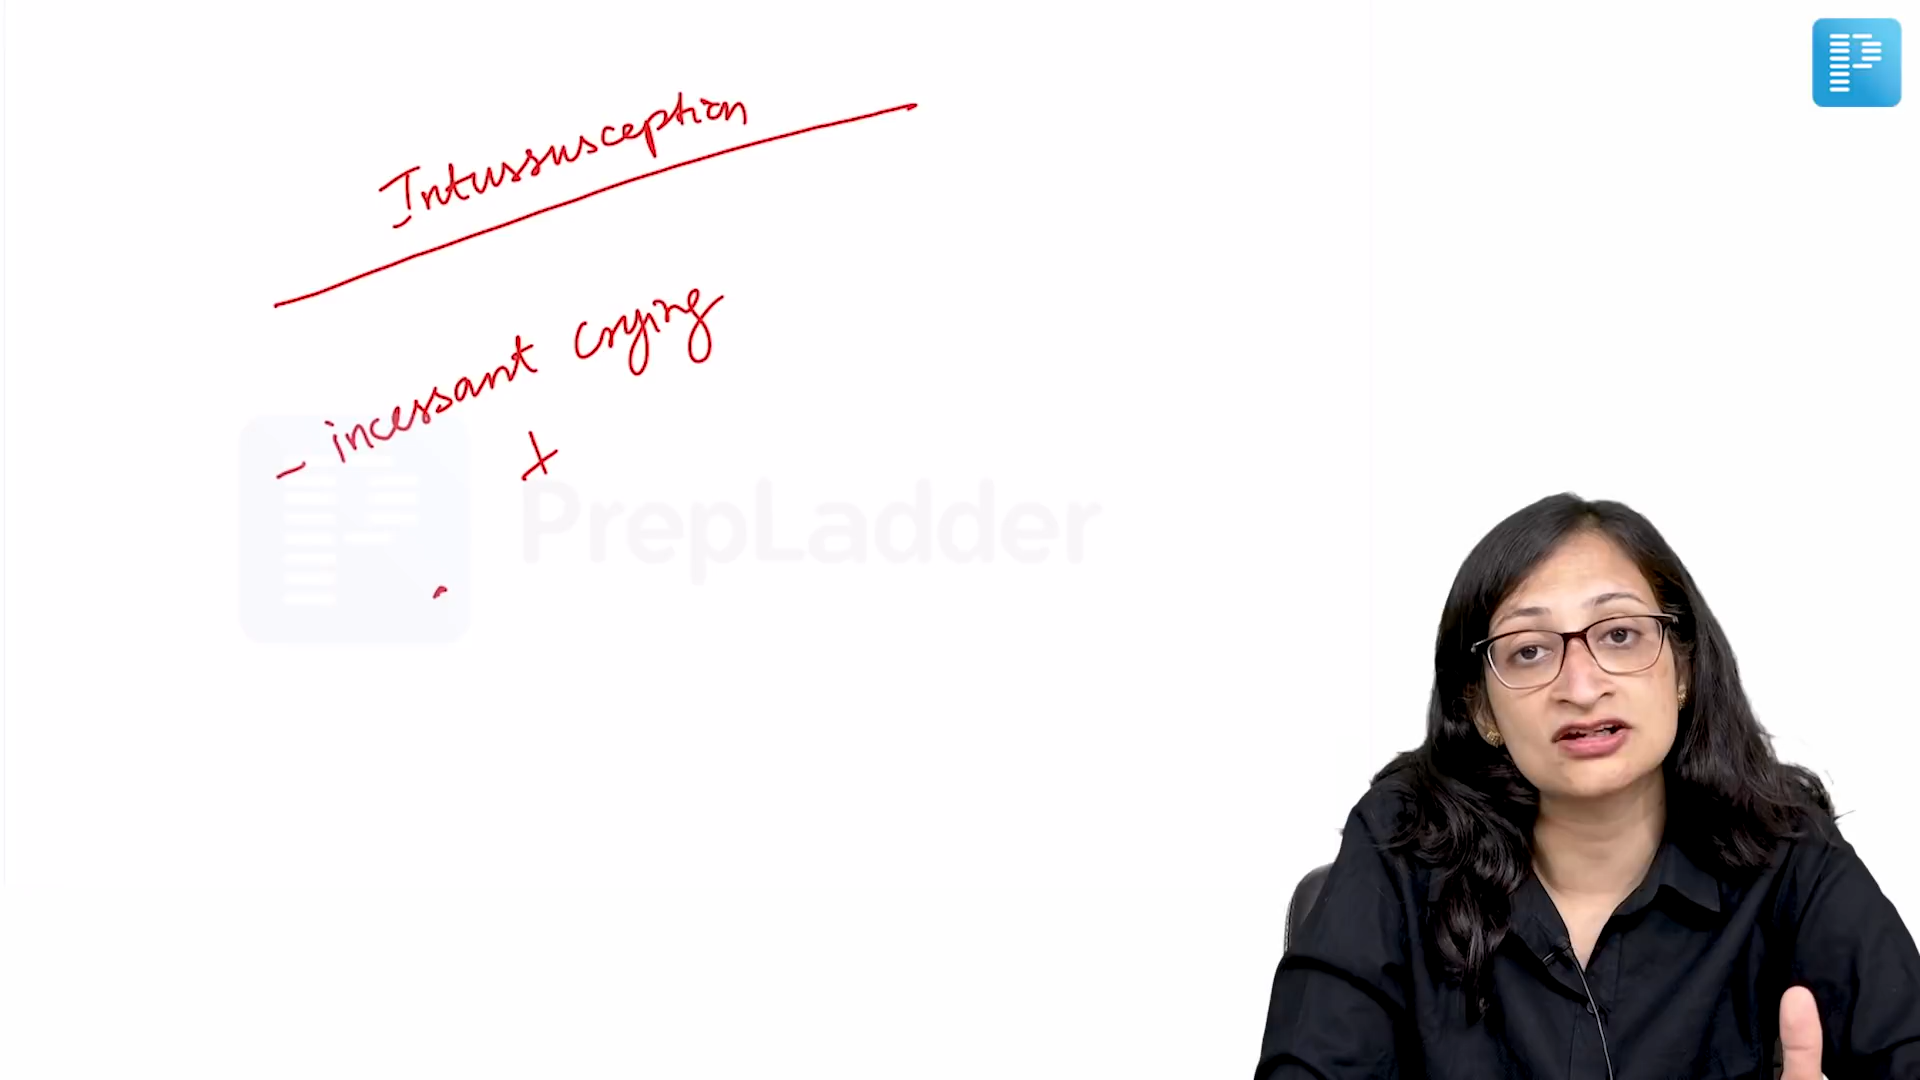 Intussusception
- incessant crying
+
PrepLadder